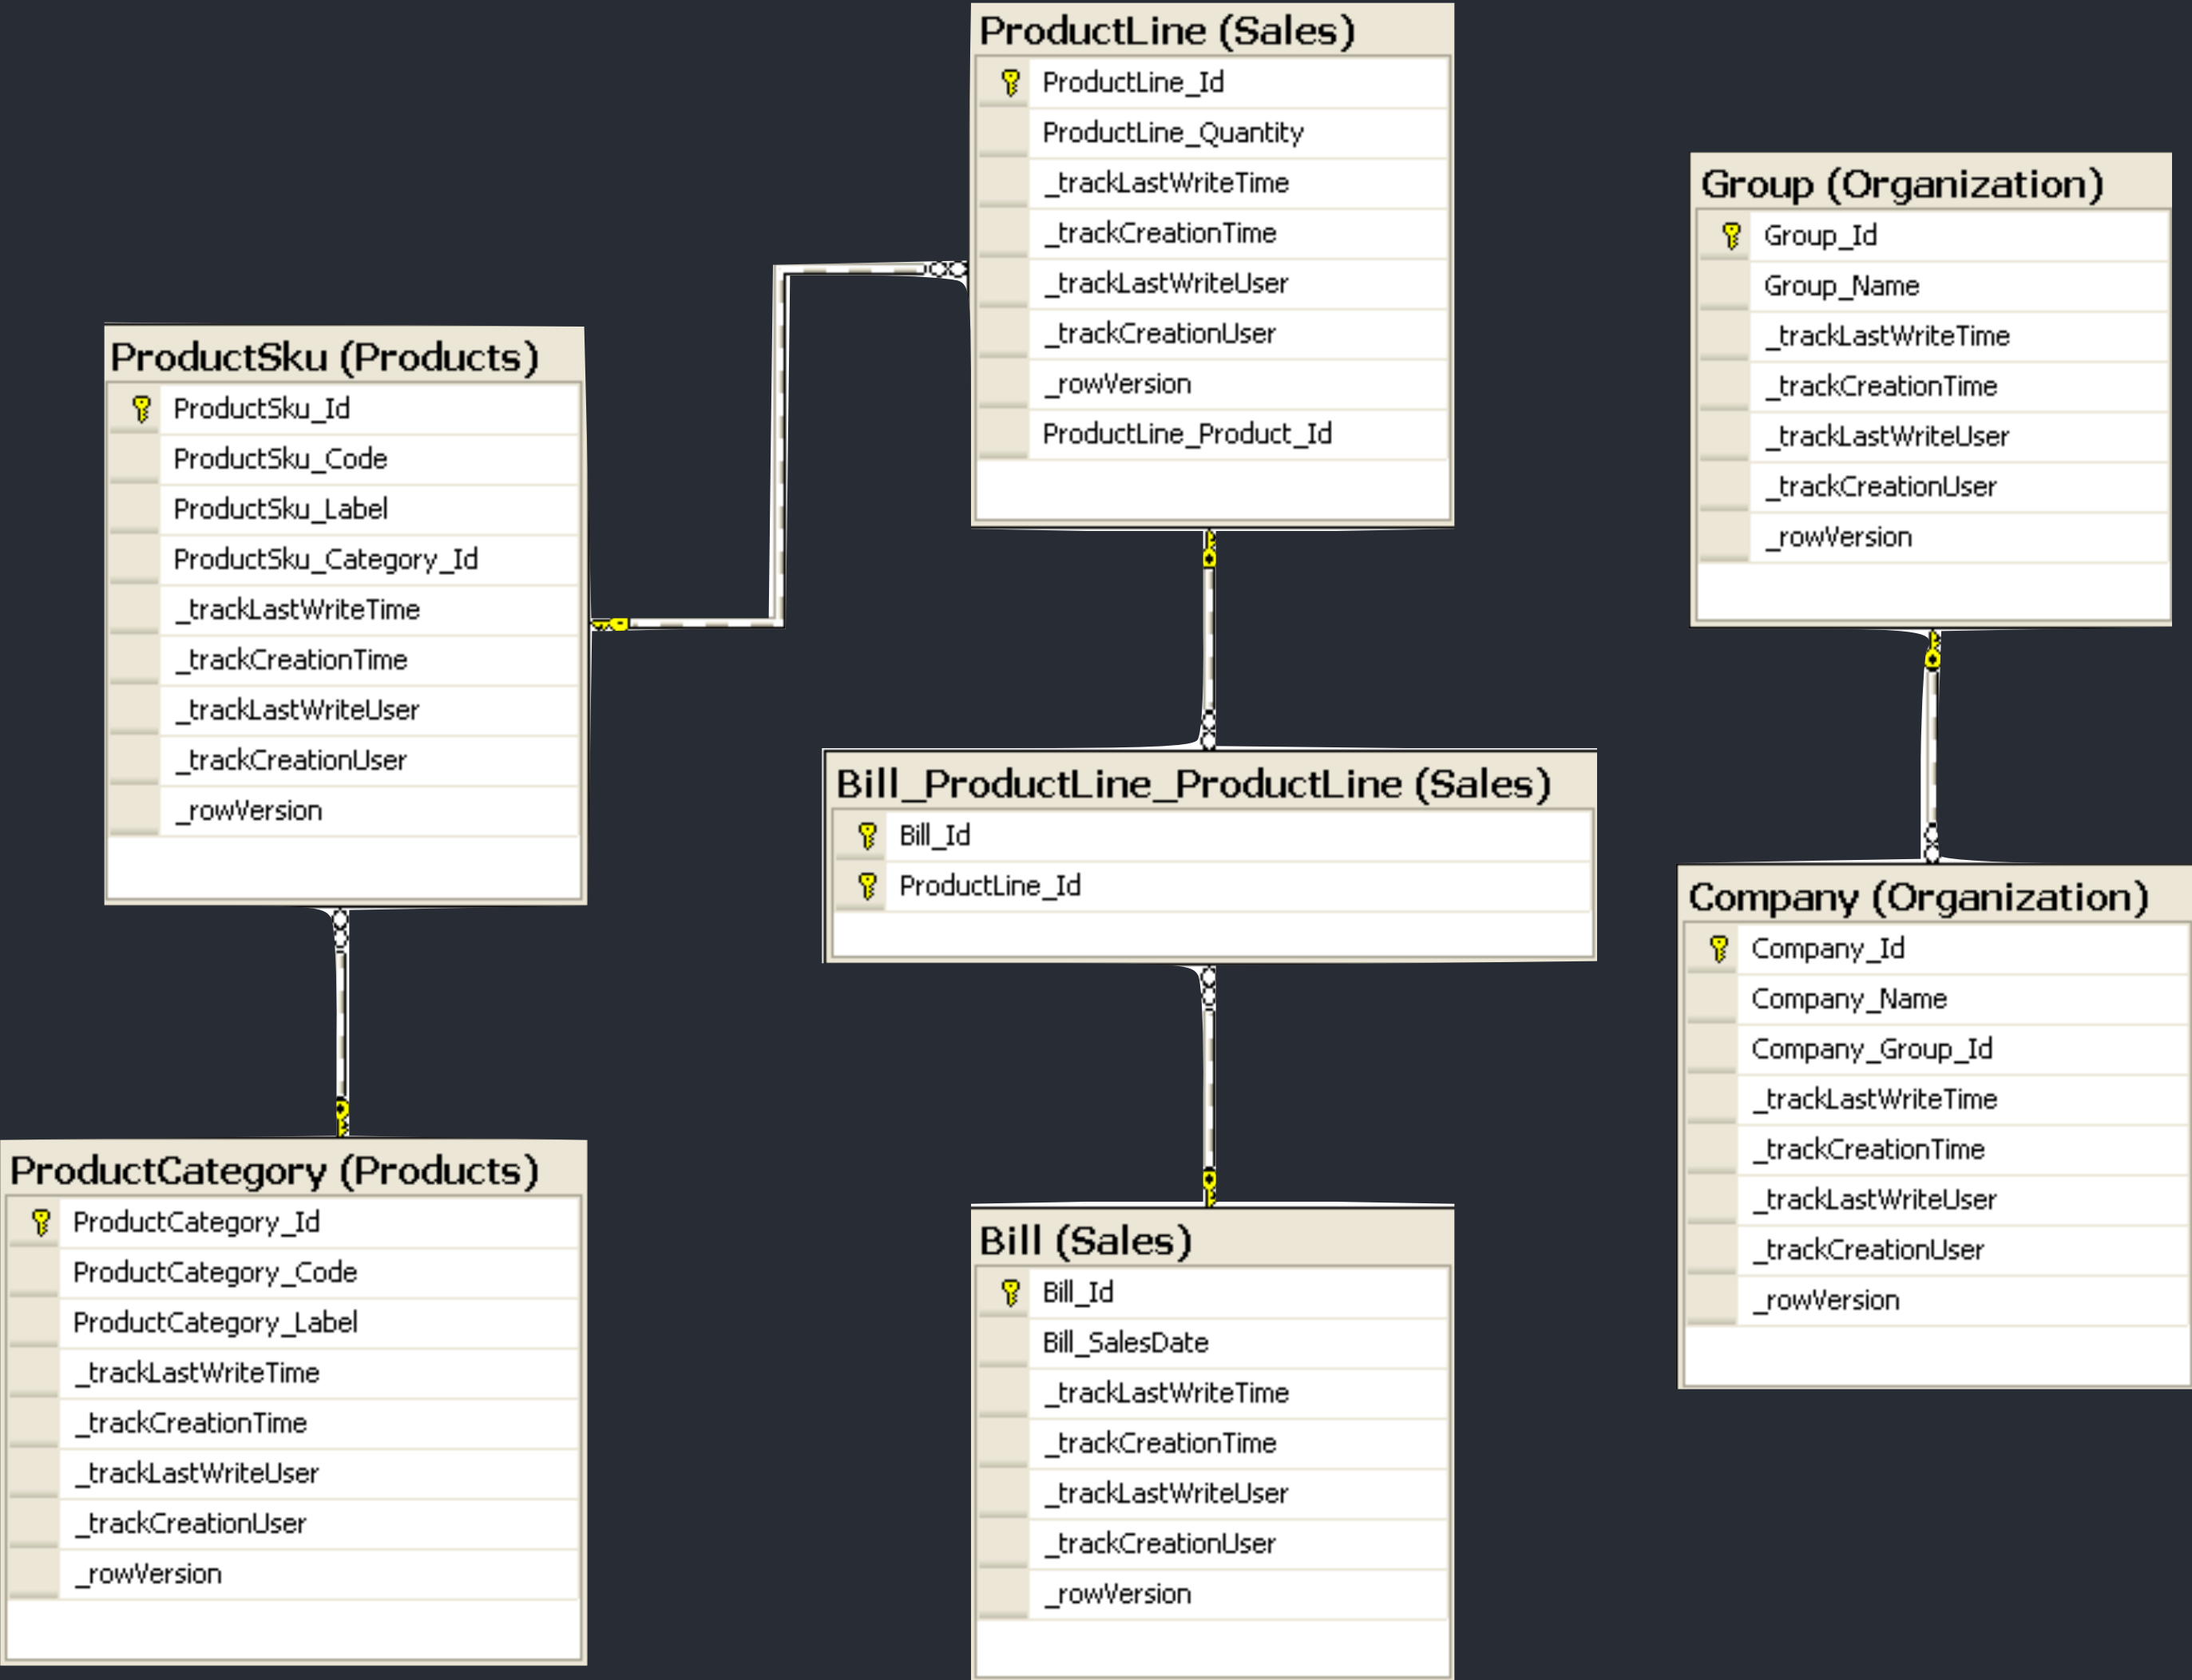 ProductLine (Sales)
ProductLine_Id
ProductLine_Quantity
_trackLastWriteTime
_trackCreationTime
_trackLastWriteUser
_trackCreationUser
_rowVersion
ProductLine_Product_Id
Group (Organization)
Group_Id
Group_Name
_trackLastWriteTime
_trackCreationTime
_trackLastWriteUser
_trackCreationUser
_rowVersion
ProductSku (Products)
ProductSku_Id
ProductSku_Code
ProductSku_Label
ProductSku_Category_Id
_trackLastWriteTime
_trackCreationTime
_trackLastWriteUser
_trackCreationUser
_rowVersion
Bill_ProductLine_ProductLine (Sales)
Bill_Id
ProductLine_Id
Company (Organization)
Company_Id
Company_Name
Company_Group_Id
_trackLastWriteTime
_trackCreationTime
_trackLastWriteUser
_trackCreationUser
_rowVersion
ProductCategory (Products)
ProductCategory_Id
ProductCategory_Code
ProductCategory_Label
_trackLastWriteTime
_trackCreationTime
_trackLastWriteUser
_trackCreationUser
_rowVersion
Bill (Sales)
Bill_Id
Bill_SalesDate
_trackLastWriteTime
_trackCreationTime
_trackLastWriteUser
_trackCreationUser
_rowVersion